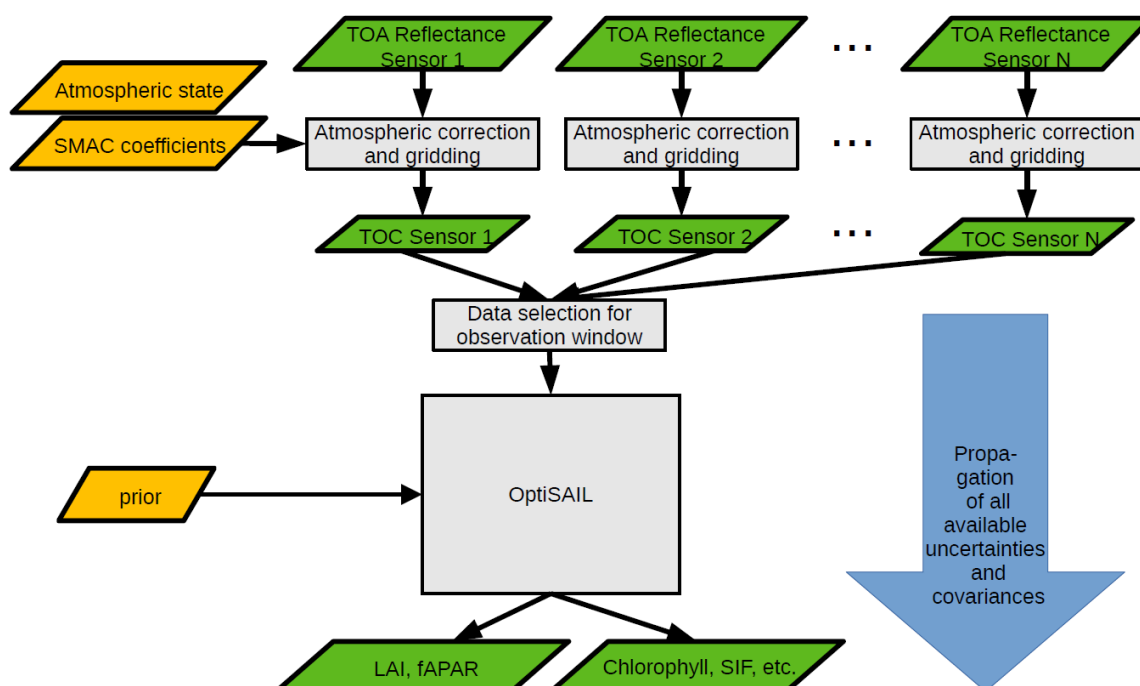 TOA Reflectance
Sensor 1
TOA Reflectance
Sensor 2
...
TOA Reflectance
Sensor N
Atmospheric state
SMAC coefficients
Atmospheric correction
and gridding
Atmospheric correction
and gridding
...
Atmospheric correction
and gridding
TOC Sensor 1
TOC Sensor 2
...
TOC Sensor N
Data selection for
observation window
prior
OptiSAIL
Propa-
gation
of all
available
uncertainties
and
covariances
LAI, fAPAR
Chlorophyll, SIF, etc.